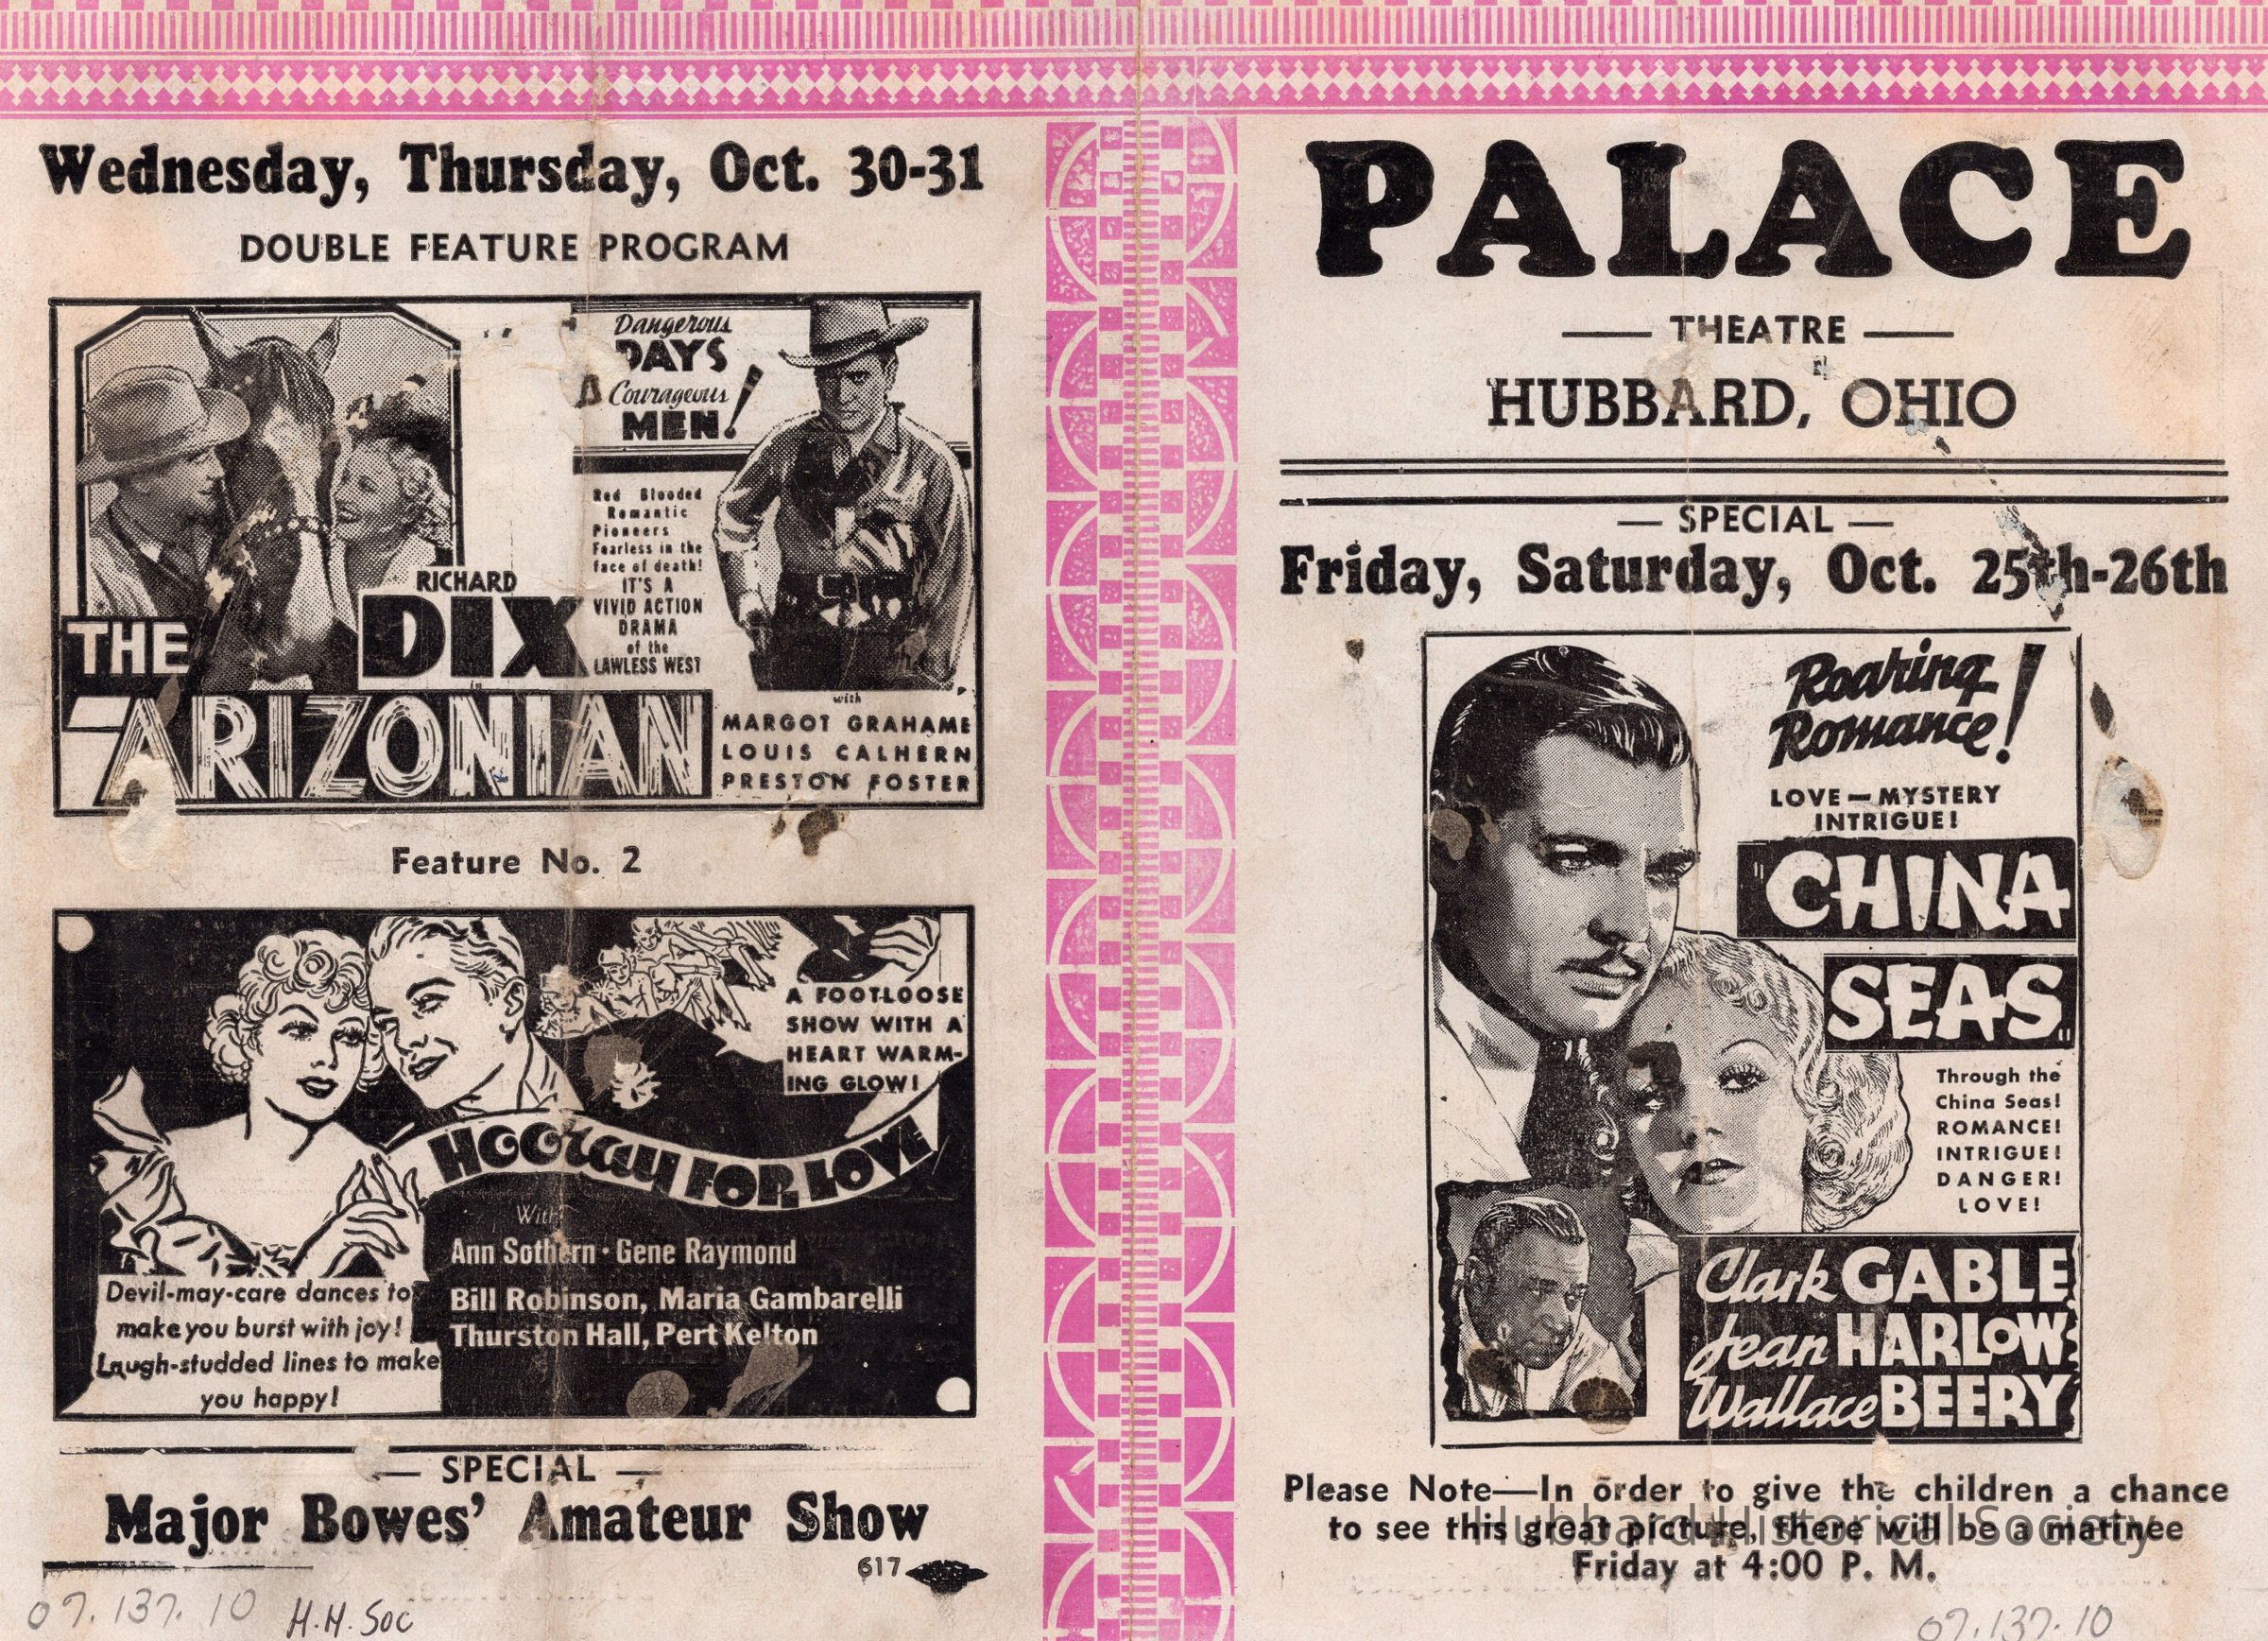 Wednesday, Thursday, Oct. 30-31
DOUBLE FEATURE PROGRAM
Dangerous
DAYS
Courageous
MEN!
Red Blooded
Romantic
Pioneers
Fearless in the
face of death!
IT'S A
VIVID ACTION
DRAMA
of the
LAWLESS WEST
RICHARD
DIX
in
THE
ARIZONIAN
with
MARGOT GRAHAME
LOUIS CALHERN
PRESTON FOSTER
Feature No. 2
A FOOT-LOOSE
SHOW WITH A
HEART WARM-
ING GLOW!
HOORAY FOR LOVE
With
Ann Sothern · Gene Raymond
Bill Robinson, Maria Gambarelli
Thurston Hall, Pert Kelton
Devil-may-care dances to
make you burst with joy!
Laugh-studded lines to make
you happy!
— SPECIAL —
Major Bowes' Amateur Show
617
07.137.10 H.H. Soc
PALACE
— THEATRE —
HUBBARD, OHIO
— SPECIAL —
Friday, Saturday, Oct. 25th-26th
Roaring
Romance!
LOVE — MYSTERY
INTRIGUE!
"CHINA
SEAS"
Through the
China Seas!
ROMANCE!
INTRIGUE!
DANGER!
LOVE!
Clark GABLE
Jean HARLOW
Wallace BEERY
Please Note—In order to give the children a chance
to see this great picture, there will be a matinee
Friday at 4:00 P. M.
Hubbard Historical Society
07.137.10